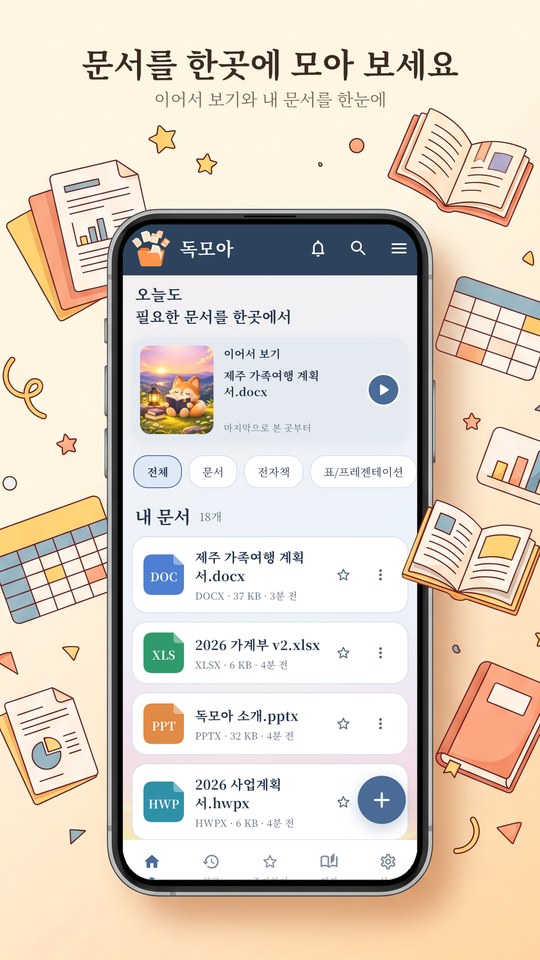 문서를 한곳에 모아 보세요
이어서 보기와 내 문서를 한눈에
독모아
오늘도
필요한 문서를 한곳에서
이어서 보기
제주 가족여행 계획
서.docx
마지막으로 본 곳부터
전체
문서
전자책
표/프레젠테이션
내 문서 18개
DOC
제주 가족여행 계획
서.docx
DOCX · 37 KB · 3분 전
XLS
2026 가계부 v2.xlsx
XLSX · 6 KB · 4분 전
PPT
독모아 소개.pptx
PPTX · 32 KB · 4분 전
HWP
2026 사업계획
서.hwpx
HWPX · 6 KB · 4분 전